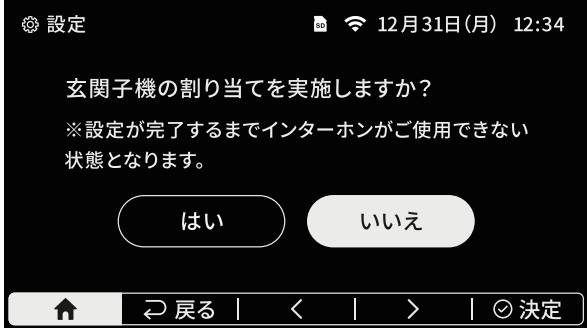 設定 SD 12月31日(月) 12:34
玄関子機の割り当てを実施しますか?
※設定が完了するまでインターホンがご使用できない
状態となります。
はい いいえ
戻る 決定